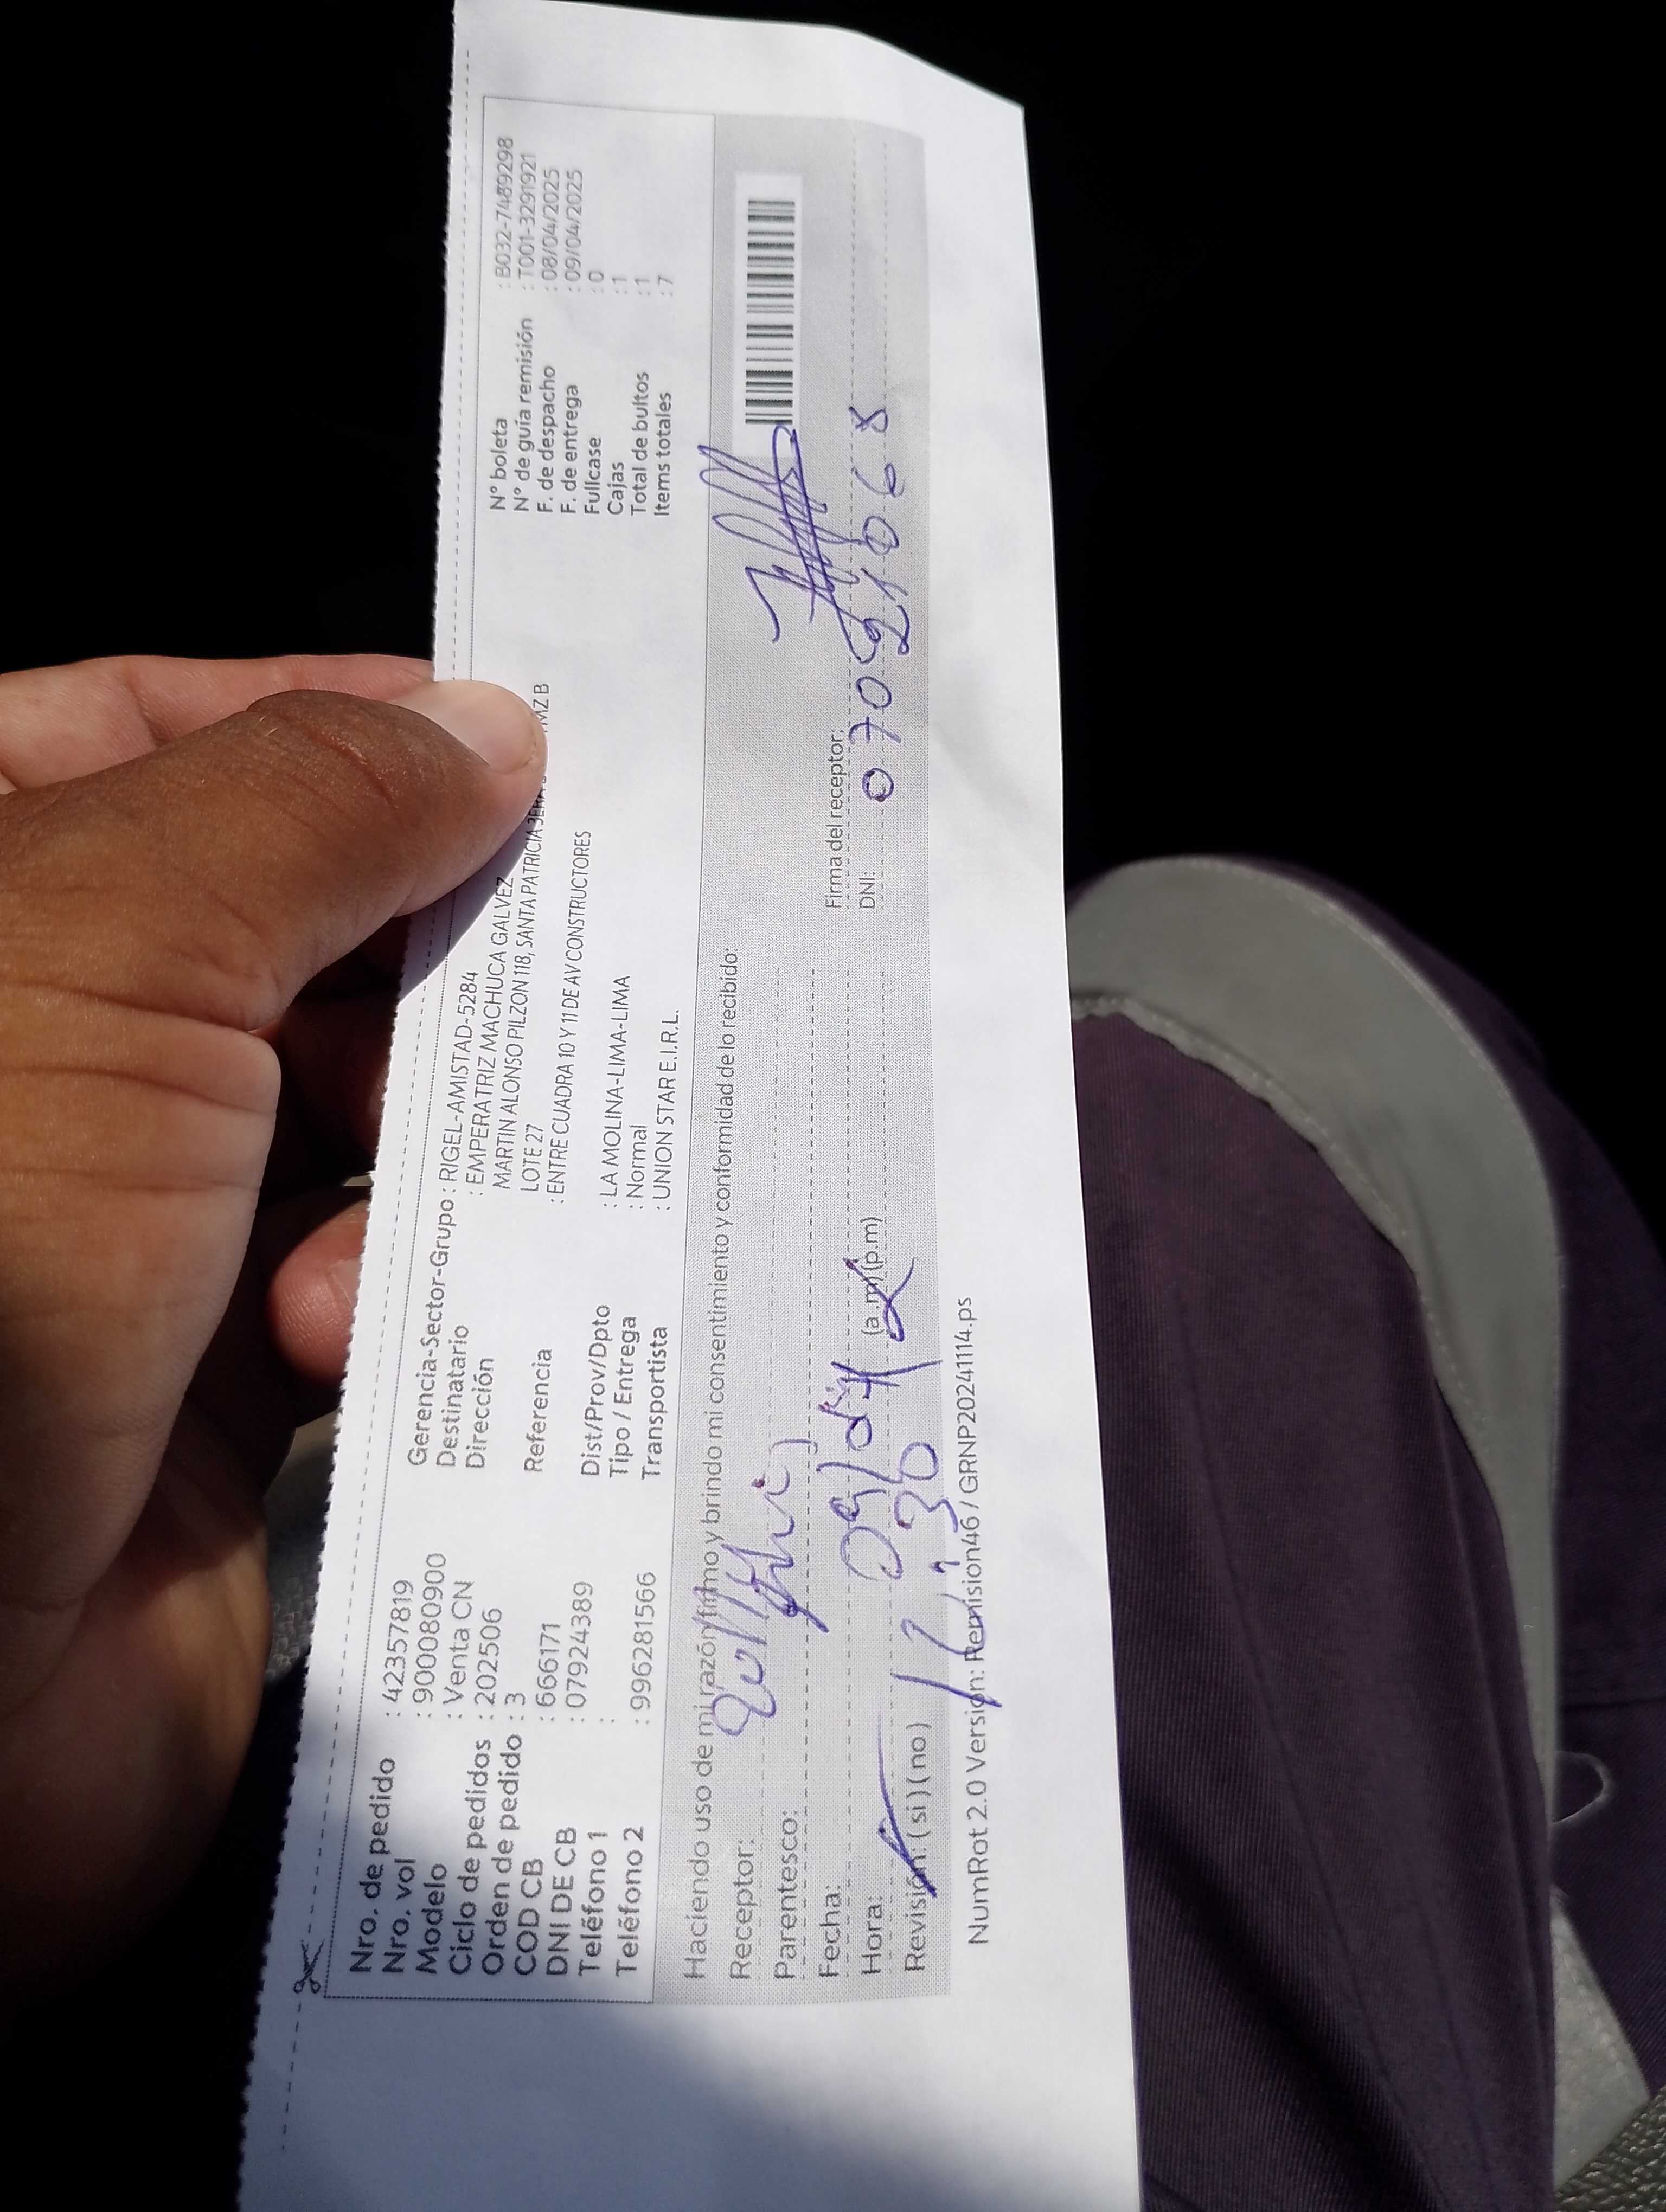 Nro. de pedido : 42357819
Nro. vol : 900080900
Modelo : Venta CN
Ciclo de pedidos : 202506
Orden de pedido : 3
COD CB : 666171
DNI DE CB : 07924389
Teléfono 1 :
Teléfono 2 : 996281566
Gerencia-Sector-Grupo : RIGEL-AMISTAD-5284
Destinatario : EMPERATRIZ MACHUCA GALVEZ
Dirección MARTIN ALONSO PILZON 118, SANTA PATRICIA MZ B
LOTE 27
Referencia : ENTRE CUADRA 10 Y 11 DE AV CONSTRUCTORES
Dist/Prov/Dpto : LA MOLINA-LIMA-LIMA
Tipo / Entrega : Normal
Transportista : UNION STAR E.I.R.L.
N° boleta : B032-7489298
N° de guía remisión : T001-3291921
F. de despacho : 08/04/2025
F. de entrega : 09/04/2025
Fullcase : 0
Cajas : 1
Total de bultos : 1
Items totales : 7
Haciendo uso de mi razón firmo y brindo mi consentimiento y conformidad de lo recibido:
Receptor:
Parentesco:
Fecha: 09/04/
Hora: 30 (a.m) (p.m)
Revisión: (si) (no)
Firma del receptor:
DNI:
NumRot 2.0 Version: Remision46 / GRNP20241114.ps